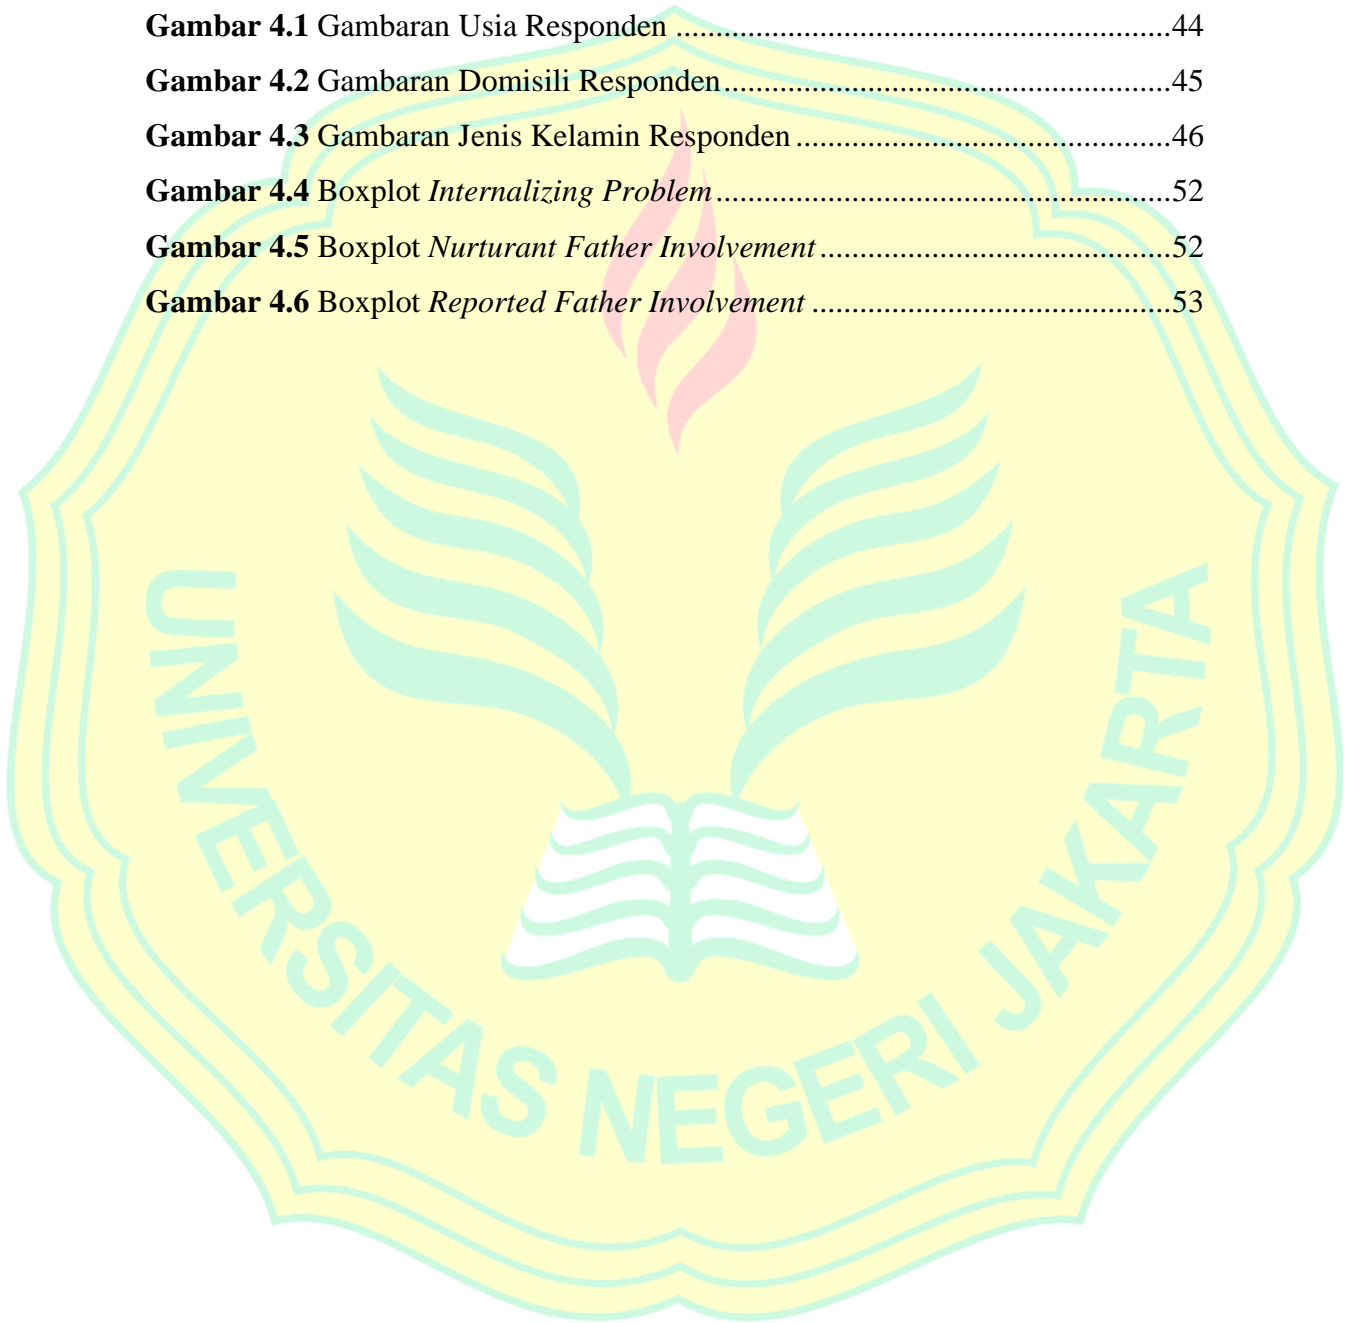 Gambar 4.1 Gambaran Usia Responden ..............................................................44
Gambar 4.2 Gambaran Domisili Responden........................................................45
Gambar 4.3 Gambaran Jenis Kelamin Responden ...............................................46
Gambar 4.4 Boxplot Internalizing Problem.........................................................52
Gambar 4.5 Boxplot Nurturant Father Involvement ............................................52
Gambar 4.6 Boxplot Reported Father Involvement .............................................53
UNIVERSITAS NEGERI JAKARTA